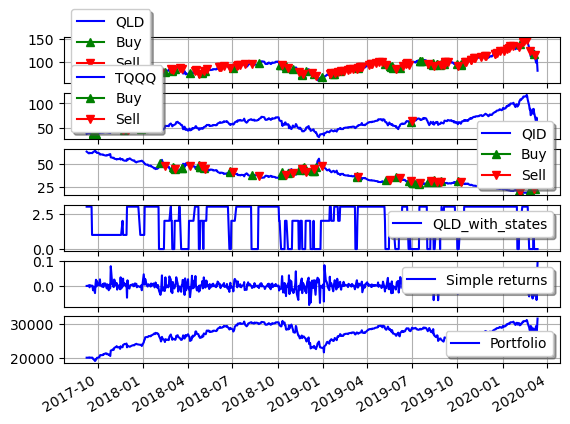 QLD
Buy
Sell
150
100
TQQQ
Buy
Sell
100
50
QID
Buy
Sell
50
25
QLD_with_states
2.5
0.0
Simple returns
0.1
0.0
Portfolio
30000
20000
2017-10 2018-01 2018-04 2018-07 2018-10 2019-01 2019-04 2019-07 2019-10 2020-01 2020-04